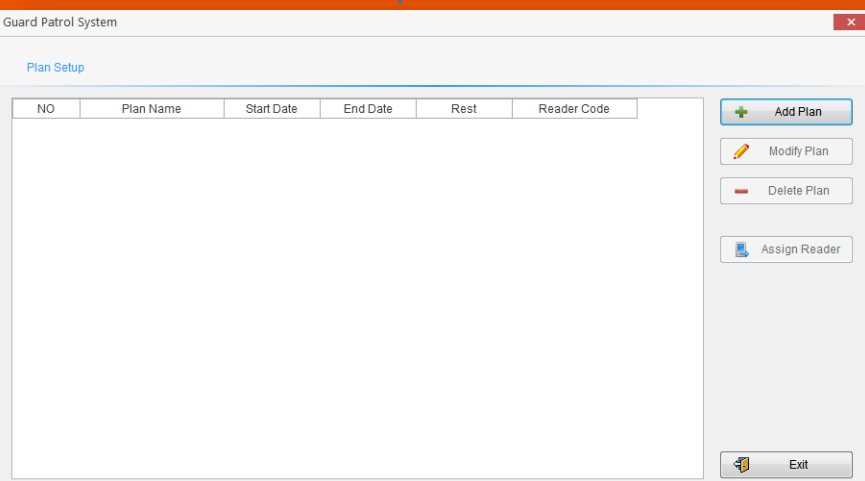 Guard Patrol System
Plan Setup
NO Plan Name Start Date End Date Rest Reader Code
Add Plan
Modify Plan
Delete Plan
Assign Reader
Exit